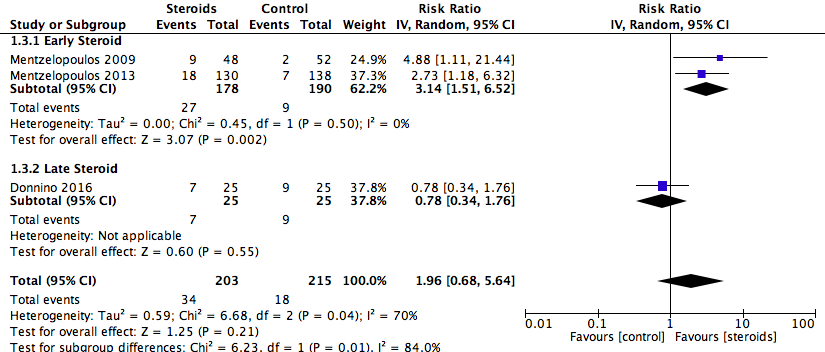 Steroids Control Risk Ratio Risk Ratio
Study or Subgroup Events Total Events Total Weight IV, Random, 95% CI IV, Random, 95% CI
1.3.1 Early Steroid
Mentzelopoulos 2009 9 48 2 52 24.9% 4.88 [1.11, 21.44]
Mentzelopoulos 2013 18 130 7 138 37.3% 2.73 [1.18, 6.32]
Subtotal (95% CI) 178 190 62.2% 3.14 [1.51, 6.52]
Total events 27 9
Heterogeneity: Tau² = 0.00; Chi² = 0.45, df = 1 (P = 0.50); I² = 0%
Test for overall effect: Z = 3.07 (P = 0.002)
1.3.2 Late Steroid
Donnino 2016 7 25 9 25 37.8% 0.78 [0.34, 1.76]
Subtotal (95% CI) 25 25 37.8% 0.78 [0.34, 1.76]
Total events 7 9
Heterogeneity: Not applicable
Test for overall effect: Z = 0.60 (P = 0.55)
Total (95% CI) 203 215 100.0% 1.96 [0.68, 5.64]
Total events 34 18
Heterogeneity: Tau² = 0.59; Chi² = 6.68, df = 2 (P = 0.04); I² = 70%
Test for overall effect: Z = 1.25 (P = 0.21)
Test for subgroup differences: Chi² = 6.23, df = 1 (P = 0.01), I² = 84.0%
0.01 0.1 1 10 100
Favours [control] Favours [steroids]